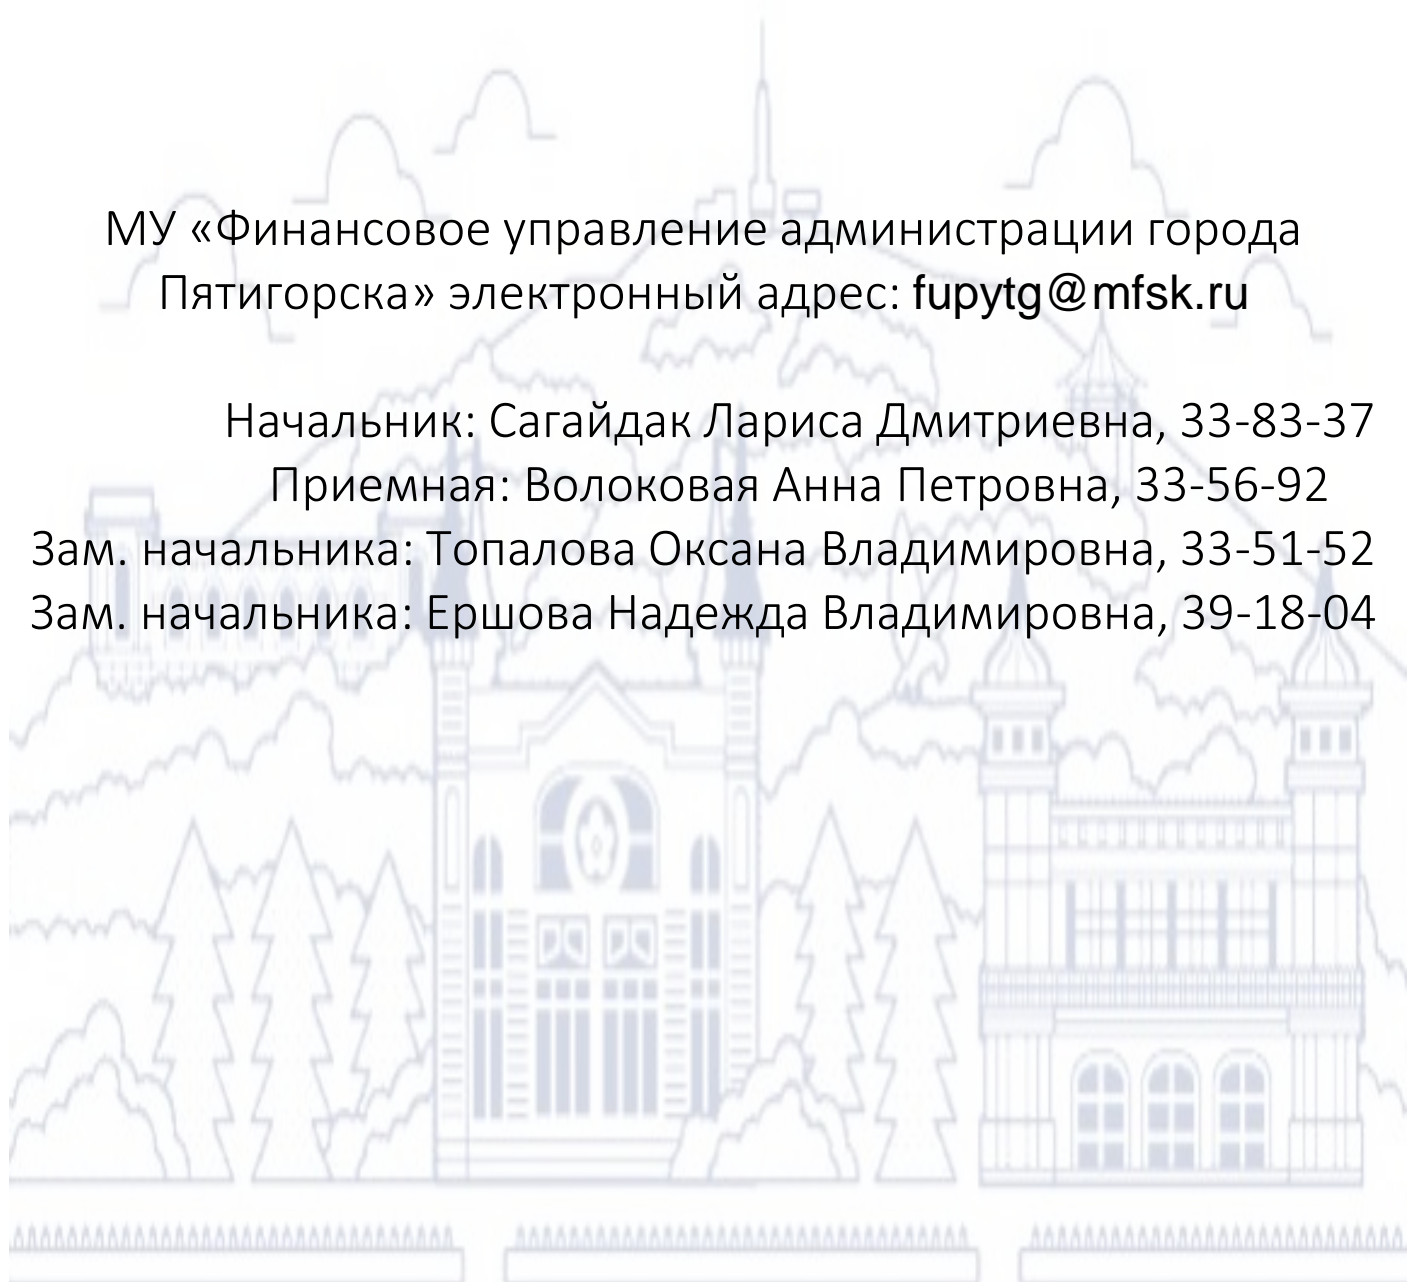 МУ «Финансовое управление администрации города
Пятигорска» электронный адрес: fupytg@mfsk.ru
Начальник: Сагайдак Лариса Дмитриевна, 33-83-37
Приемная: Волоковая Анна Петровна, 33-56-92
Зам. начальника: Топалова Оксана Владимировна, 33-51-52
Зам. начальника: Ершова Надежда Владимировна, 39-18-04